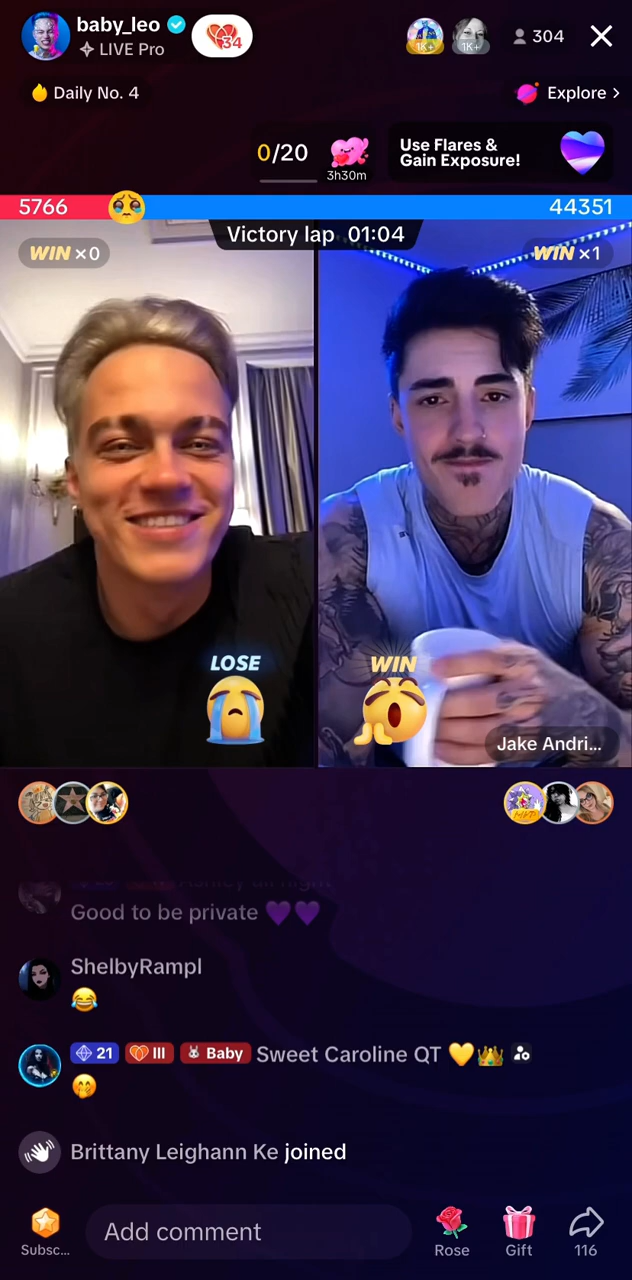 baby_leo
LIVE Pro
34
1K+
1K+
304
Daily No. 4
Explore >
0/20
3h30m
Use Flares &
Gain Exposure!
5766
44351
Victory lap 01:04
WIN ×0
WIN ×1
LOSE
WIN
Jake Andri...
Good to be private 💜💜
ShelbyRampl
😂
21 III Baby Sweet Caroline QT 💛👑
🤭
Brittany Leighann Ke joined
Subsc...
Add comment
Rose
Gift
116